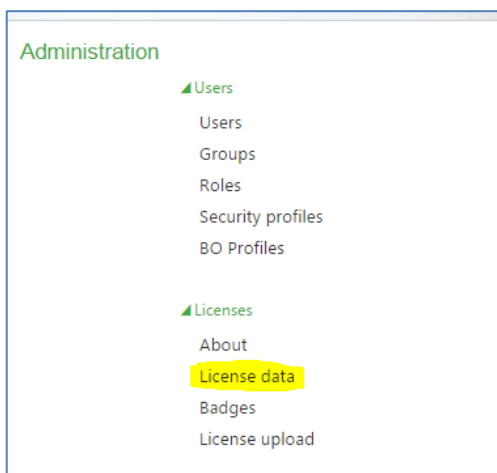 Administration
Users
Users
Groups
Roles
Security profiles
BO Profiles
Licenses
About
License data
Badges
License upload